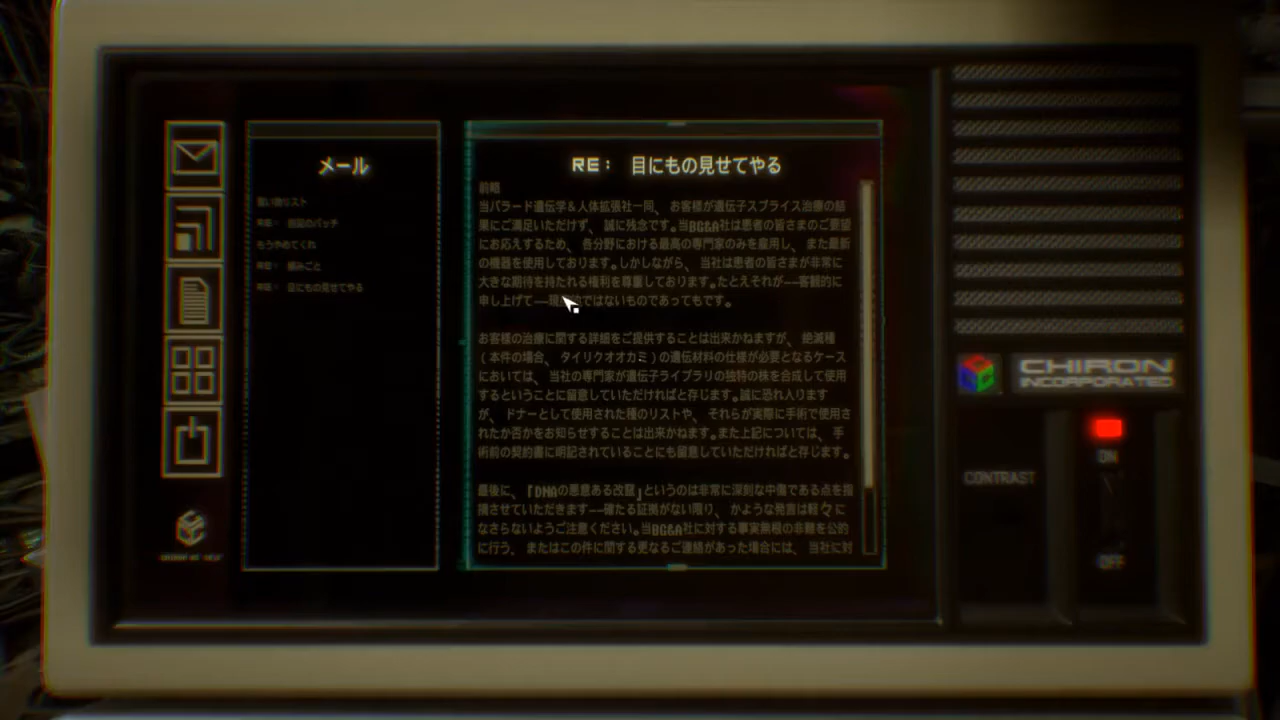 メール
買い物リスト
もうやめてくれ
目にもの見せてやる
RE: 目にもの見せてやる
前略
当バラード遺伝学&人体拡張社一同、お客様が遺伝子スプライス治療の結
果にご満足いただけず、誠に残念です。当BG&A社は患者の皆さまのご要望
にお応えするため、各分野における最高の専門家のみを雇用し、また最新
の機器を使用しております。しかしながら、当社は患者の皆さまが非常に
大きな期待を持たれる権利を尊重しております。たとえそれが――客観的に
申し上げて――現実的ではないものであってもです。
お客様の治療に関する詳細をご提供することは出来かねますが、絶滅種
(本件の場合、タイリクオオカミ)の遺伝材料の仕様が必要となるケース
においては、当社の専門家が遺伝子ライブラリの独特の株を合成して使用
するということに留意していただければと存じます。誠に恐れ入ります
が、ドナーとして使用された種のリストや、それらが実際に手術で使用さ
れたか否かをお知らせすることは出来かねます。また上記については、手
術前の契約書に明記されていることにも留意していただければと存じます。
最後に、「DNAの悪意ある改竄」というのは非常に深刻な中傷である点を指
摘させていただきます――確たる証拠がない限り、かような発言は軽々に
なさらないようご注意ください。当BG&A社に対する事実無根の非難を公的
に行う、またはこの件に関する更なるご連絡があった場合には、当社に対
CHIRON
INCORPORATED
ON
CONTRAST
OFF